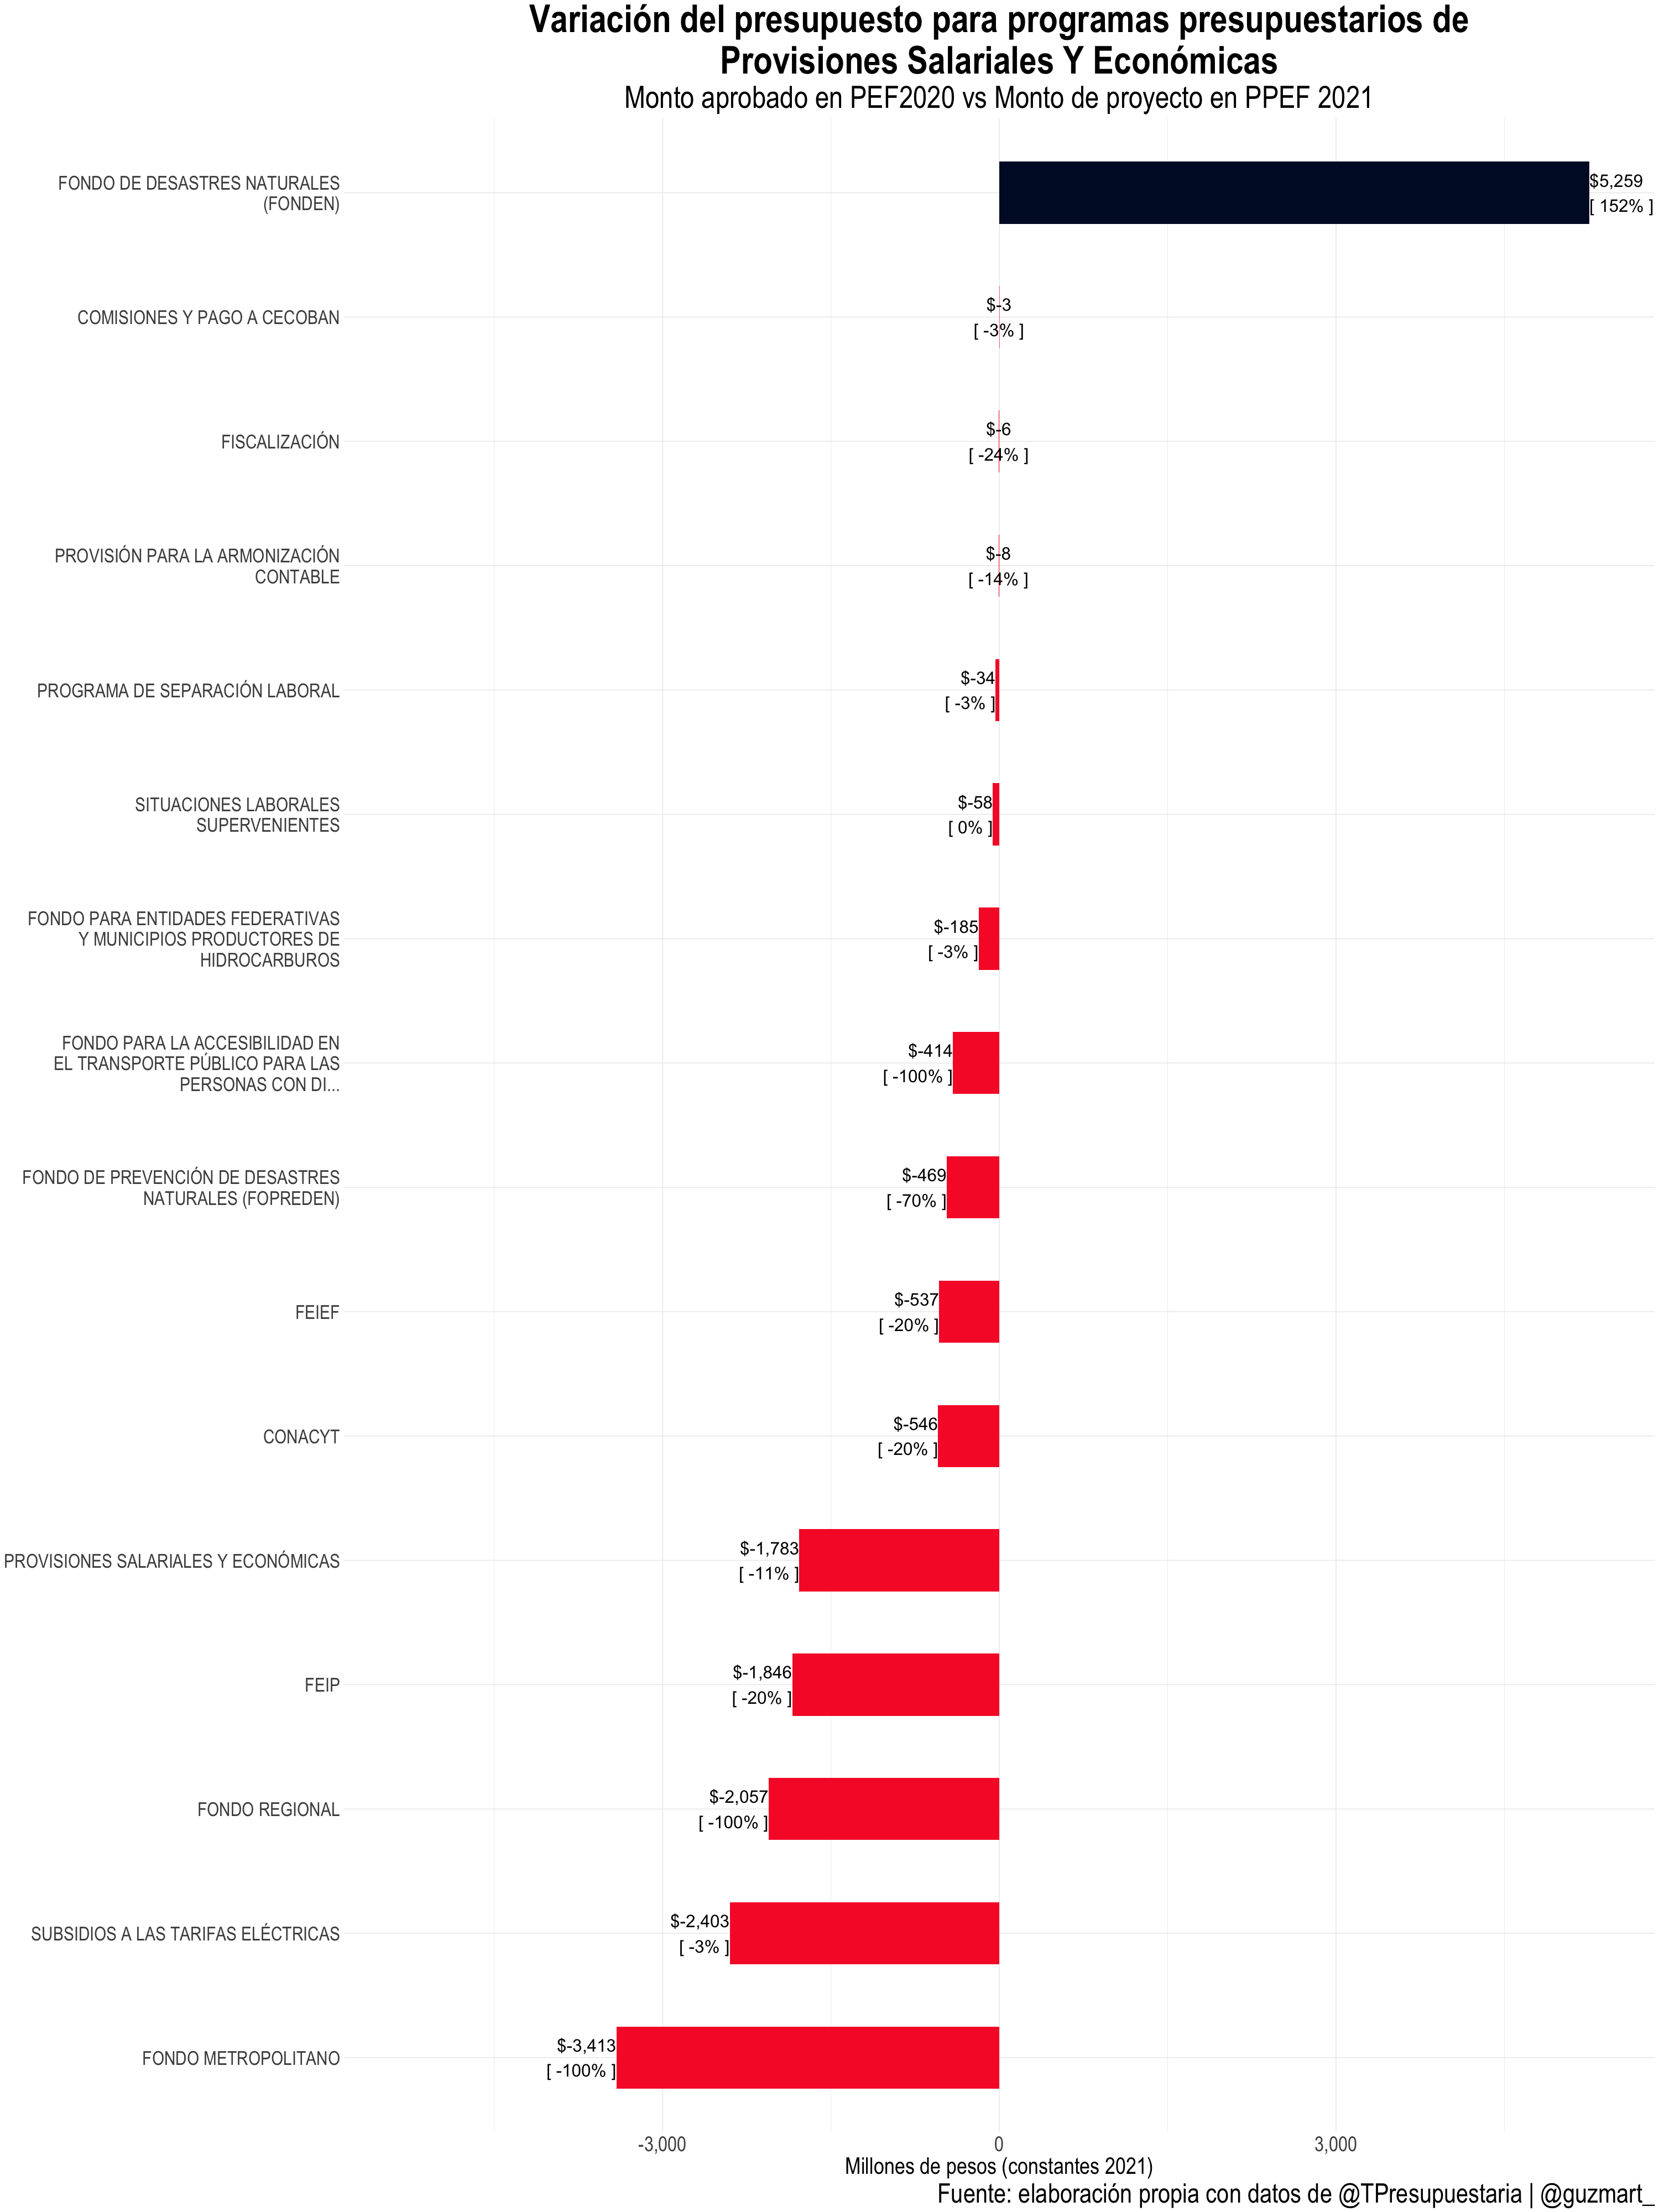 Variación del presupuesto para programas presupuestarios de
Provisiones Salariales Y Económicas
Monto aprobado en PEF2020 vs Monto de proyecto en PPEF 2021
FONDO DE DESASTRES NATURALES
(FONDEN)
$5,259
[ 152% ]
COMISIONES Y PAGO A CECOBAN
$-3
[ -3% ]
FISCALIZACIÓN
$-6
[ -24% ]
PROVISIÓN PARA LA ARMONIZACIÓN
CONTABLE
$-8
[ -14% ]
PROGRAMA DE SEPARACIÓN LABORAL
$-34
[ -3% ]
SITUACIONES LABORALES
SUPERVENIENTES
$-58
[ 0% ]
FONDO PARA ENTIDADES FEDERATIVAS
Y MUNICIPIOS PRODUCTORES DE
HIDROCARBUROS
$-185
[ -3% ]
FONDO PARA LA ACCESIBILIDAD EN
EL TRANSPORTE PÚBLICO PARA LAS
PERSONAS CON DI...
$-414
[ -100% ]
FONDO DE PREVENCIÓN DE DESASTRES
NATURALES (FOPREDEN)
$-469
[ -70% ]
FEIEF
$-537
[ -20% ]
CONACYT
$-546
[ -20% ]
PROVISIONES SALARIALES Y ECONÓMICAS
$-1,783
[ -11% ]
FEIP
$-1,846
[ -20% ]
FONDO REGIONAL
$-2,057
[ -100% ]
SUBSIDIOS A LAS TARIFAS ELÉCTRICAS
$-2,403
[ -3% ]
FONDO METROPOLITANO
$-3,413
[ -100% ]
-3,000
0
3,000
Millones de pesos (constantes 2021)
Fuente: elaboración propia con datos de @TPresupuestaria | @guzmart_